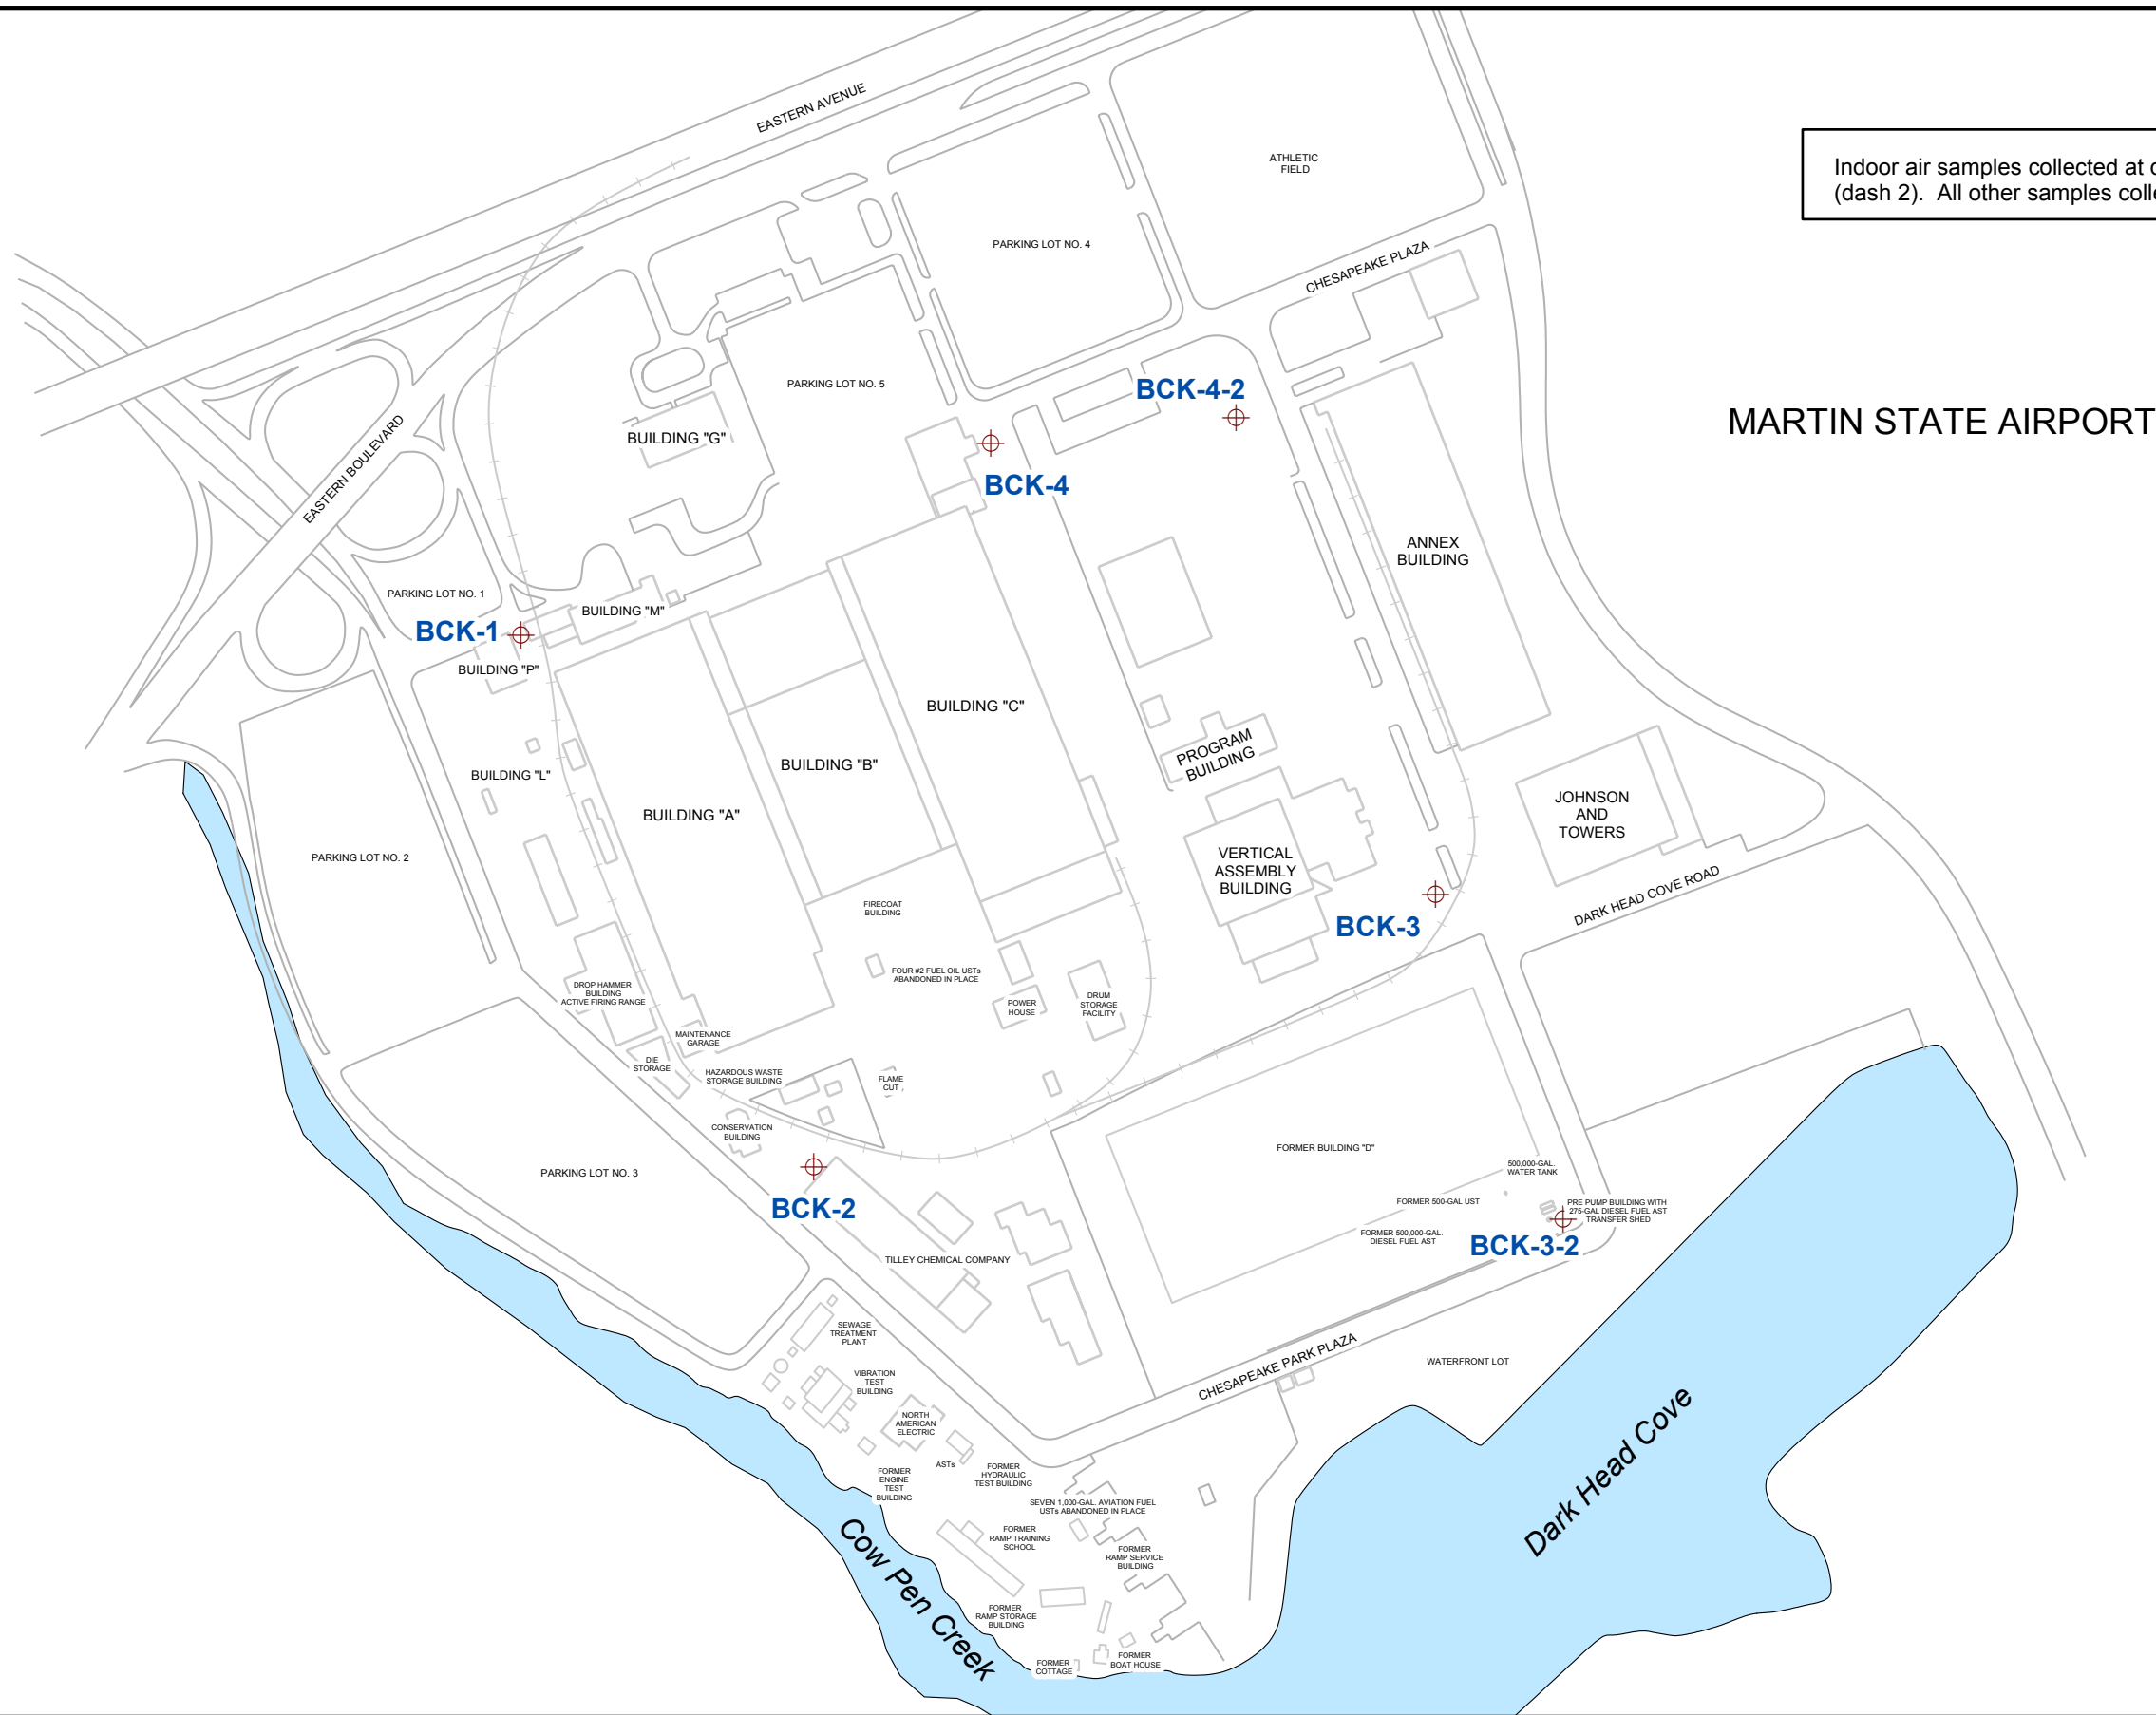 EASTERN AVENUE
ATHLETIC
FIELD
Indoor air samples collected at
(dash 2). All other samples
PARKING LOT NO. 4
CHESAPEAKE PLAZA
PARKING LOT NO. 5
BCK-4-2
MARTIN STATE AIRPORT
BUILDING "G"
EASTERN BOULEVARD
BCK-4
ANNEX
BUILDING
PARKING LOT NO. 1
BUILDING "M"
BCK-1
BUILDING "P"
BUILDING "C"
PROGRAM
BUILDING
BUILDING "B"
BUILDING "L"
BUILDING "A"
JOHNSON
AND
TOWERS
PARKING LOT NO. 2
VERTICAL
ASSEMBLY
BUILDING
DARK HEAD COVE ROAD
FIRECOAT
BUILDING
BCK-3
FOUR #2 FUEL OIL USTs
ABANDONED IN PLACE
DROP HAMMER
BUILDING
ACTIVE FIRING RANGE
POWER
HOUSE
DRUM
STORAGE
FACILITY
MAINTENANCE
GARAGE
DIE
STORAGE
HAZARDOUS WASTE
STORAGE BUILDING
FLAME
CUT
CONSERVATION
BUILDING
FORMER BUILDING "D"
PARKING LOT NO. 3
500,000-GAL.
WATER TANK
BCK-2
FORMER 500-GAL UST
PRE PUMP BUILDING WITH
275-GAL DIESEL FUEL AST
TRANSFER SHED
FORMER 500,000-GAL.
DIESEL FUEL AST
BCK-3-2
TILLEY CHEMICAL COMPANY
SEWAGE
TREATMENT
PLANT
CHESAPEAKE PARK PLAZA
WATERFRONT LOT
VIBRATION
TEST
BUILDING
NORTH
AMERICAN
ELECTRIC
Dark Head Cove
ASTs
FORMER
ENGINE
TEST
BUILDING
FORMER
HYDRAULIC
TEST BUILDING
SEVEN 1,000-GAL. AVIATION FUEL
USTs ABANDONED IN PLACE
FORMER
RAMP TRAINING
SCHOOL
FORMER
RAMP SERVICE
BUILDING
Cow Pen Creek
FORMER
RAMP STORAGE
BUILDING
FORMER
COTTAGE
FORMER
BOAT HOUSE